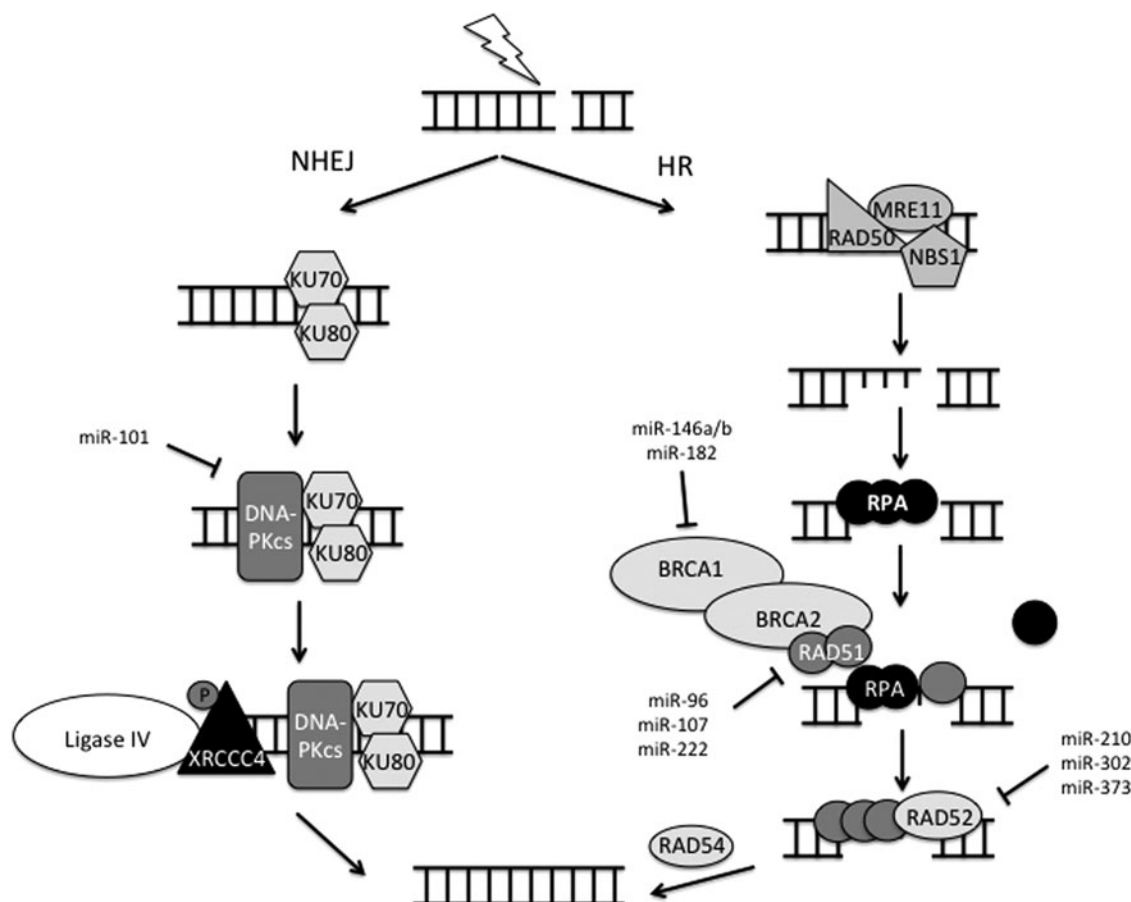 NHEJ
HR
MRE11
RAD50
NBS1
KU70
KU80
miR-101
DNA-
PKcs
KU70
KU80
miR-146a/b
miR-182
RPA
BRCA1
BRCA2
RAD51
RPA
miR-96
miR-107
miR-222
P
Ligase IV
XRCCC4
DNA-
PKcs
KU70
KU80
miR-210
miR-302
miR-373
RAD52
RAD54